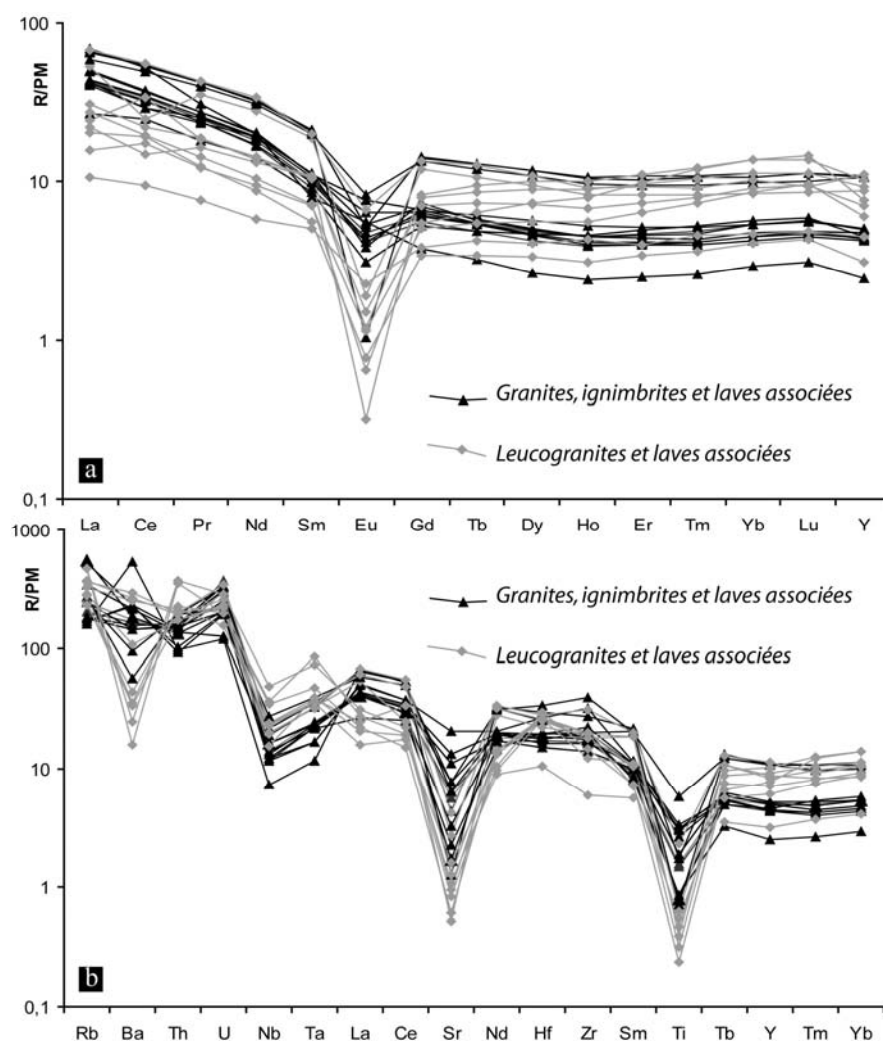 100
R/PM
10
1
Granites, ignimbrites et laves associées
Leucogranites et laves associées
a
0,1
La Ce Pr Nd Sm Eu Gd Tb Dy Ho Er Tm Yb Lu Y
1000
R/PM
Granites, ignimbrites et laves associées
100
Leucogranites et laves associées
10
1
b
0,1
Rb Ba Th U Nb Ta La Ce Sr Nd Hf Zr Sm Ti Tb Y Tm Yb